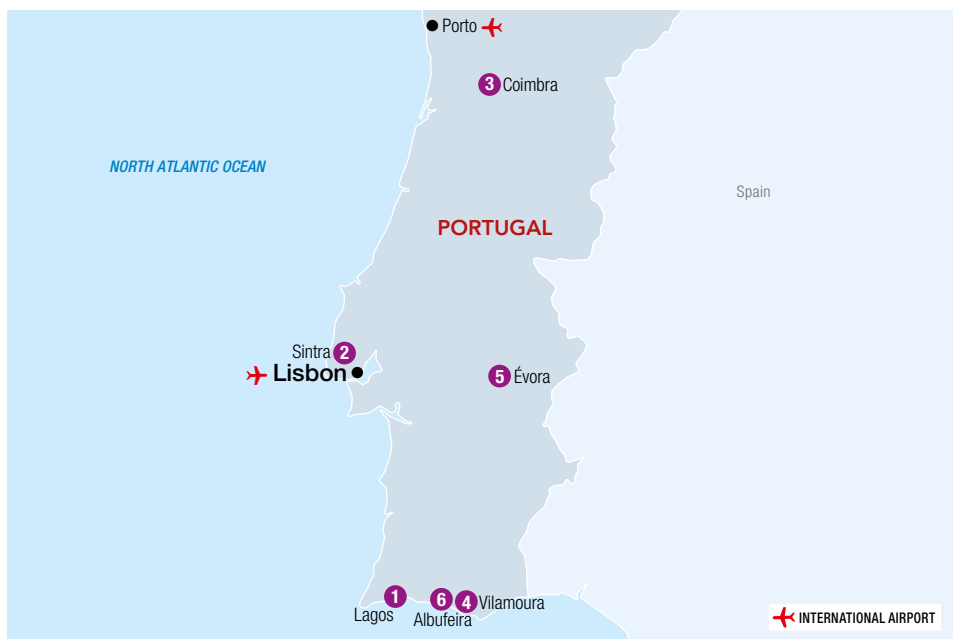 Porto
3 Coimbra
NORTH ATLANTIC OCEAN
Spain
PORTUGAL
Sintra 2
Lisbon
5 Évora
1
Lagos
6
Albufeira
4 Vilamoura
INTERNATIONAL AIRPORT